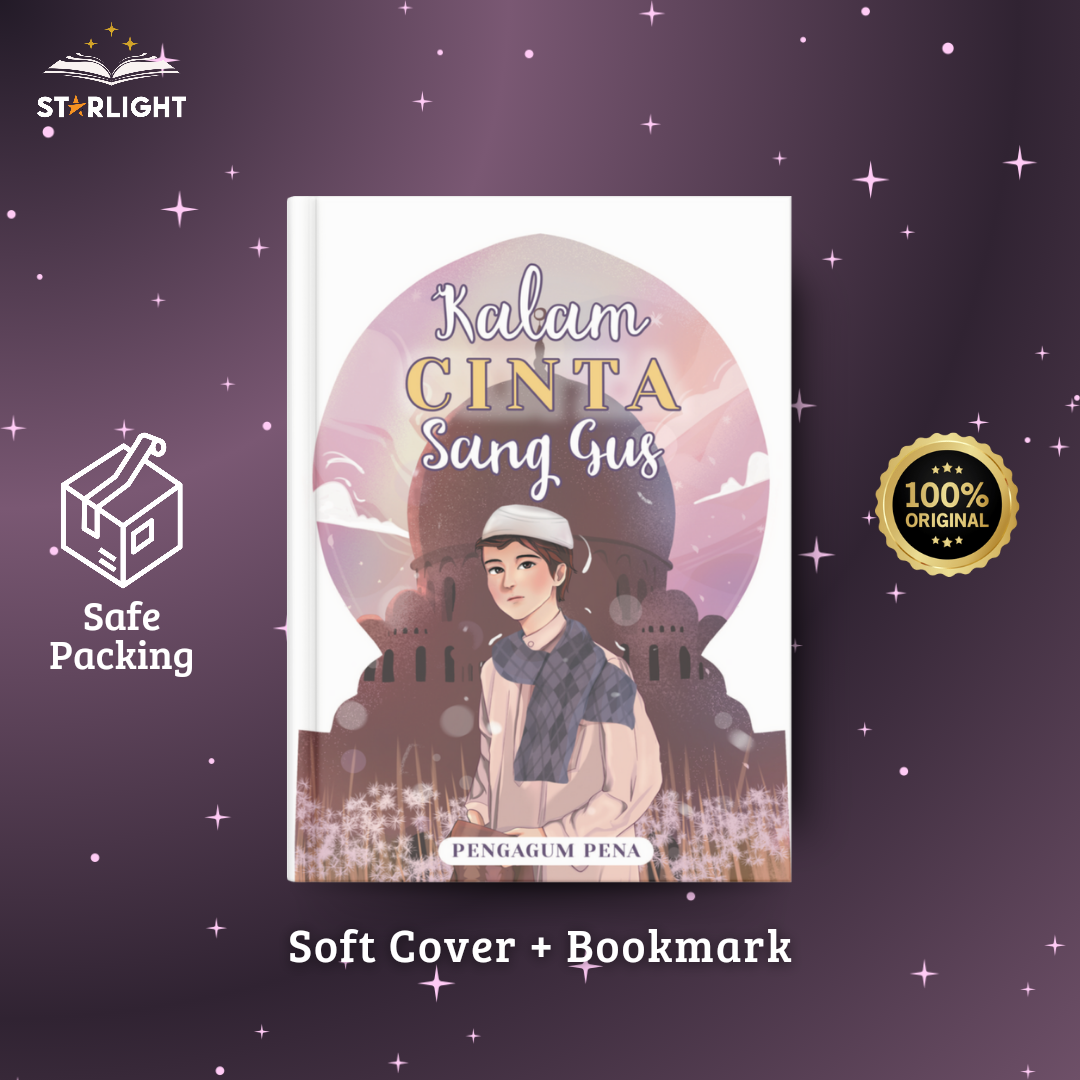 STARLIGHT
Kalam
CINTA
Sang Gus
PENGAGUM PENA
Safe
Packing
100%
ORIGINAL
Soft Cover + Bookmark